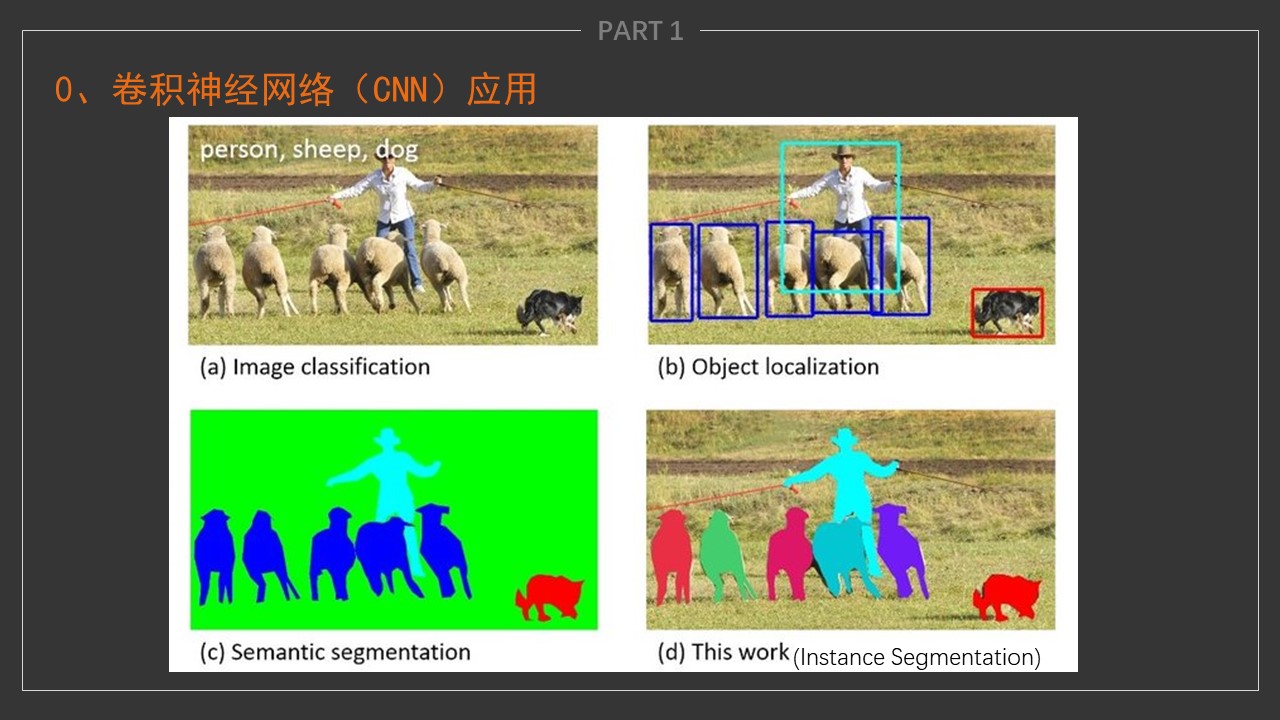 PART 1
0、卷积神经网络（CNN）应用
person, sheep, dog
(a) Image classification
(b) Object localization
(c) Semantic segmentation
(d) This work (Instance Segmentation)